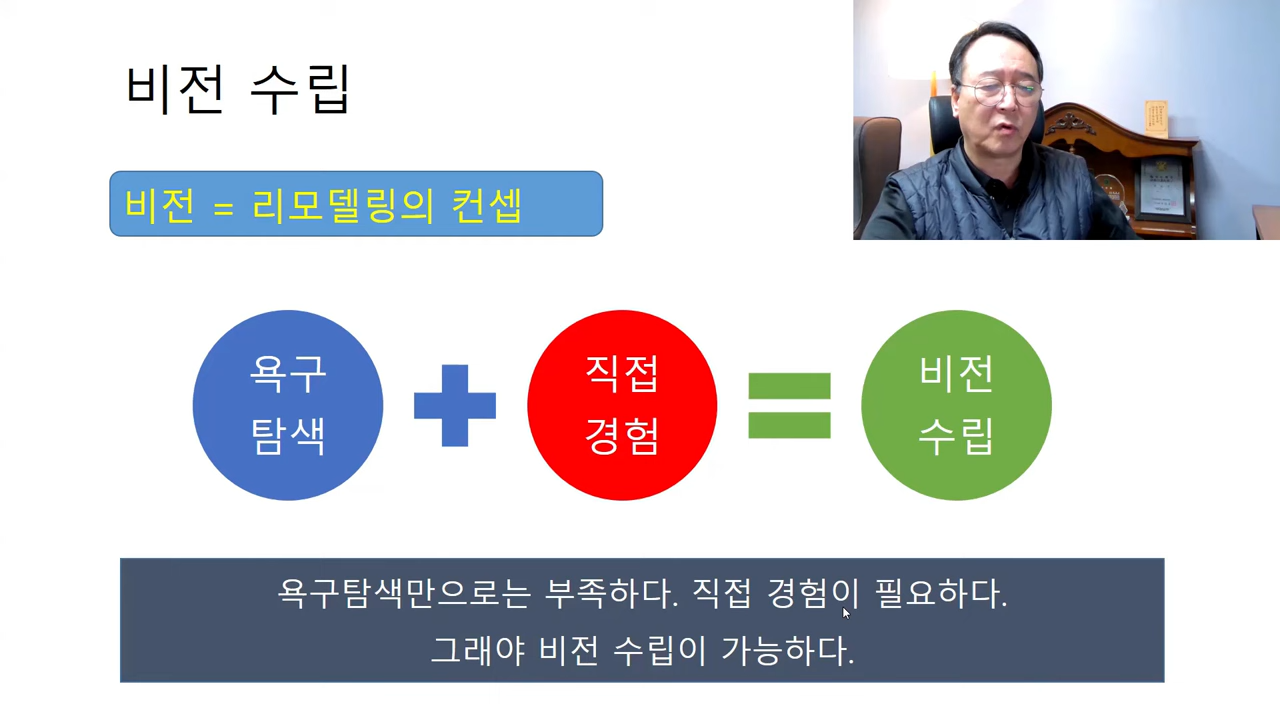 비전 수립
비전 = 리모델링의 컨셉
욕구
탐색
직접
경험
비전
수립
욕구탐색만으로는 부족하다. 직접 경험이 필요하다.
그래야 비전 수립이 가능하다.